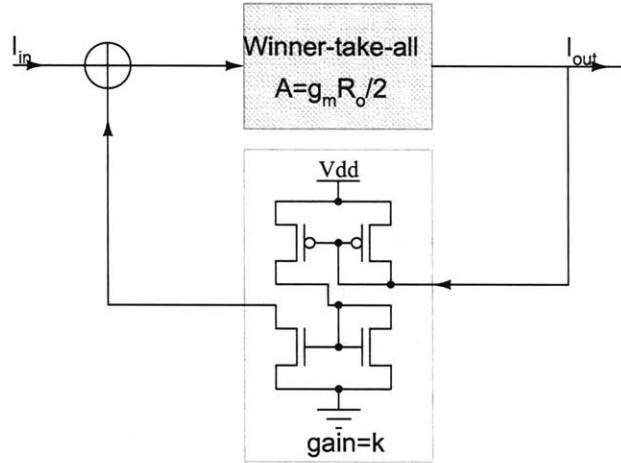 I_in
I_out
Winner-take-all
A=g_mR_o/2
Vdd
gain=k